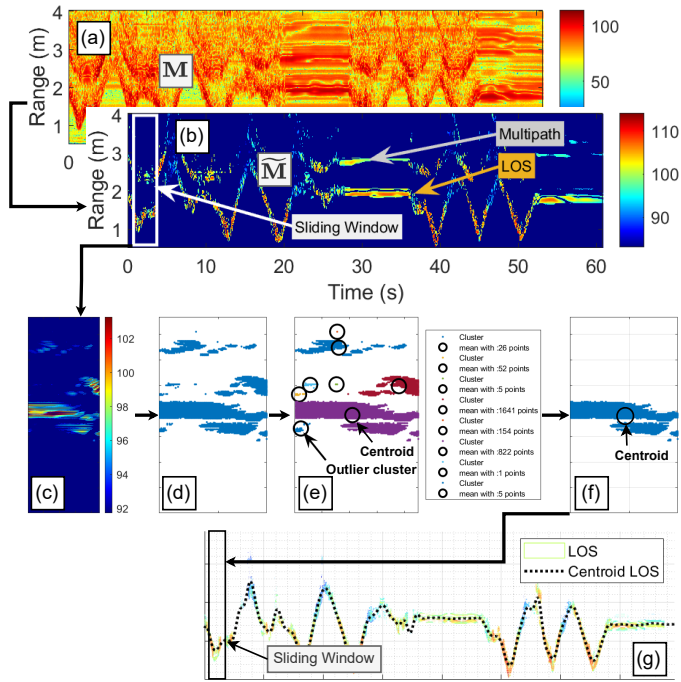 4
3
2
1
0
Range (m)
(a)
M
100
50
4
3
2
1
Range (m)
(b)
M̃
Multipath
LOS
Sliding Window
110
100
90
0
10
20
30
40
50
60
Time (s)
102
100
98
96
94
92
(c)
(d)
(e)
Centroid
Outlier cluster
Cluster
mean with :26 points
Cluster
mean with :52 points
Cluster
mean with :5 points
Cluster
mean with :1641 points
Cluster
mean with :154 points
Cluster
mean with :822 points
Cluster
mean with :1 points
Cluster
mean with :5 points
Centroid
(f)
LOS
Centroid LOS
Sliding Window
(g)